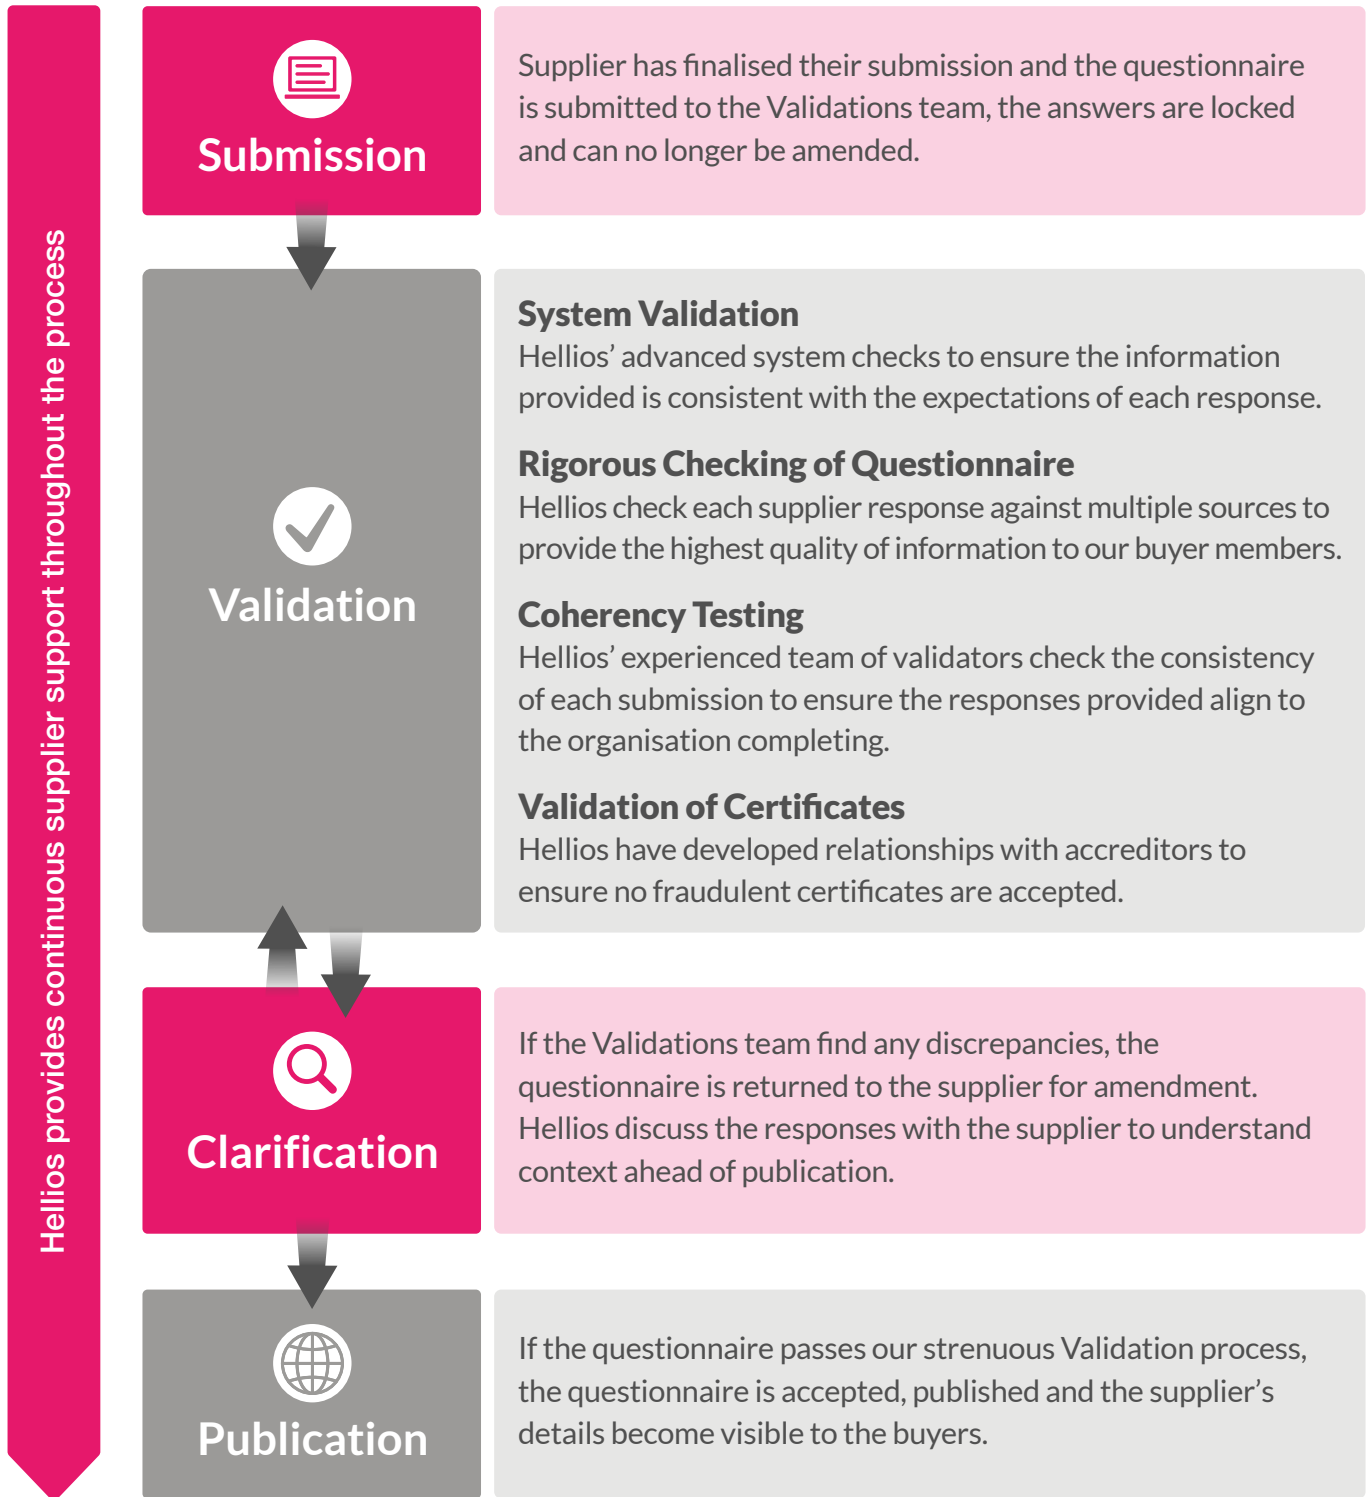 Hellios provides continuous supplier support throughout the process
Submission
Supplier has finalised their submission and the questionnaire
is submitted to the Validations team, the answers are locked
and can no longer be amended.
Validation
System Validation
Hellios’ advanced system checks to ensure the information
provided is consistent with the expectations of each response.
Rigorous Checking of Questionnaire
Hellios check each supplier response against multiple sources to
provide the highest quality of information to our buyer members.
Coherency Testing
Hellios’ experienced team of validators check the consistency
of each submission to ensure the responses provided align to
the organisation completing.
Validation of Certificates
Hellios have developed relationships with accreditors to
ensure no fraudulent certificates are accepted.
Clarification
If the Validations team find any discrepancies, the
questionnaire is returned to the supplier for amendment.
Hellios discuss the responses with the supplier to understand
context ahead of publication.
Publication
If the questionnaire passes our strenuous Validation process,
the questionnaire is accepted, published and the supplier’s
details become visible to the buyers.